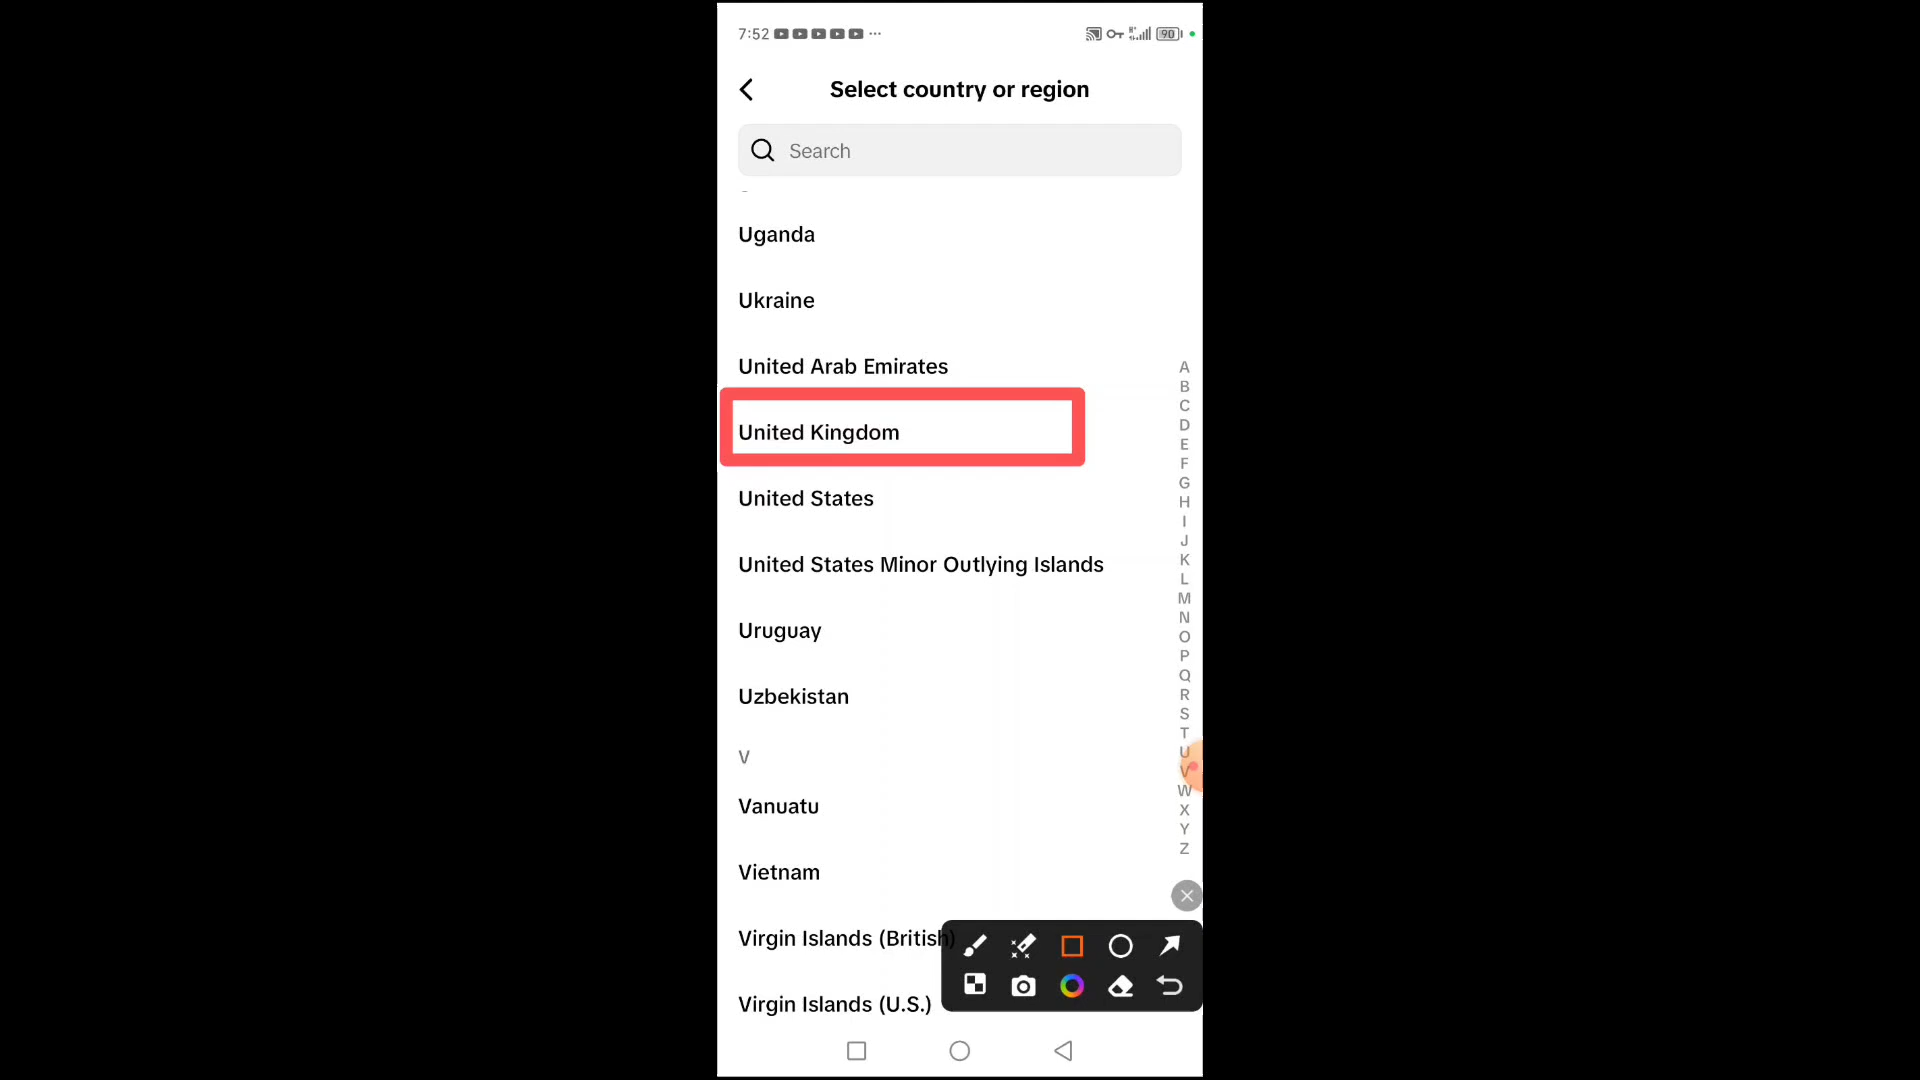 7:52
90
Select country or region
Search
Uganda
Ukraine
United Arab Emirates
United Kingdom
United States
United States Minor Outlying Islands
Uruguay
Uzbekistan
V
Vanuatu
Vietnam
Virgin Islands (British)
Virgin Islands (U.S.)
A
B
C
D
E
F
G
H
I
J
K
L
M
N
O
P
Q
R
S
T
U
V
W
X
Y
Z